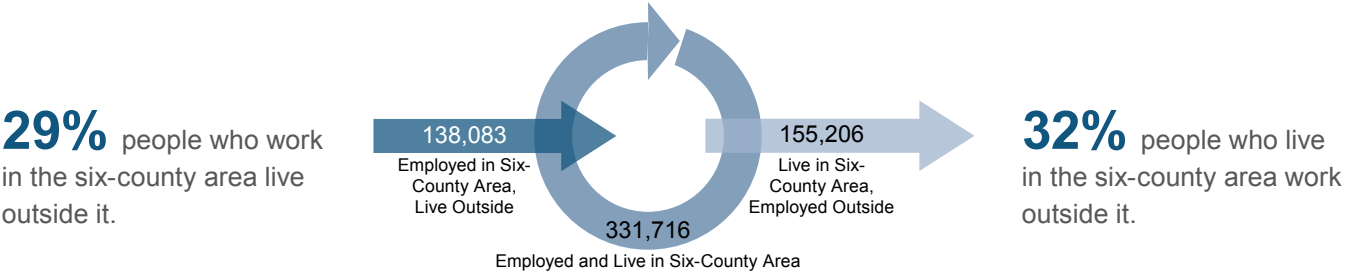 29% people who work
in the six-county area live
outside it.
138,083
Employed in Six-
County Area,
Live Outside
155,206
Live in Six-
County Area,
Employed Outside
331,716
Employed and Live in Six-County Area
32% people who live
in the six-county area work
outside it.